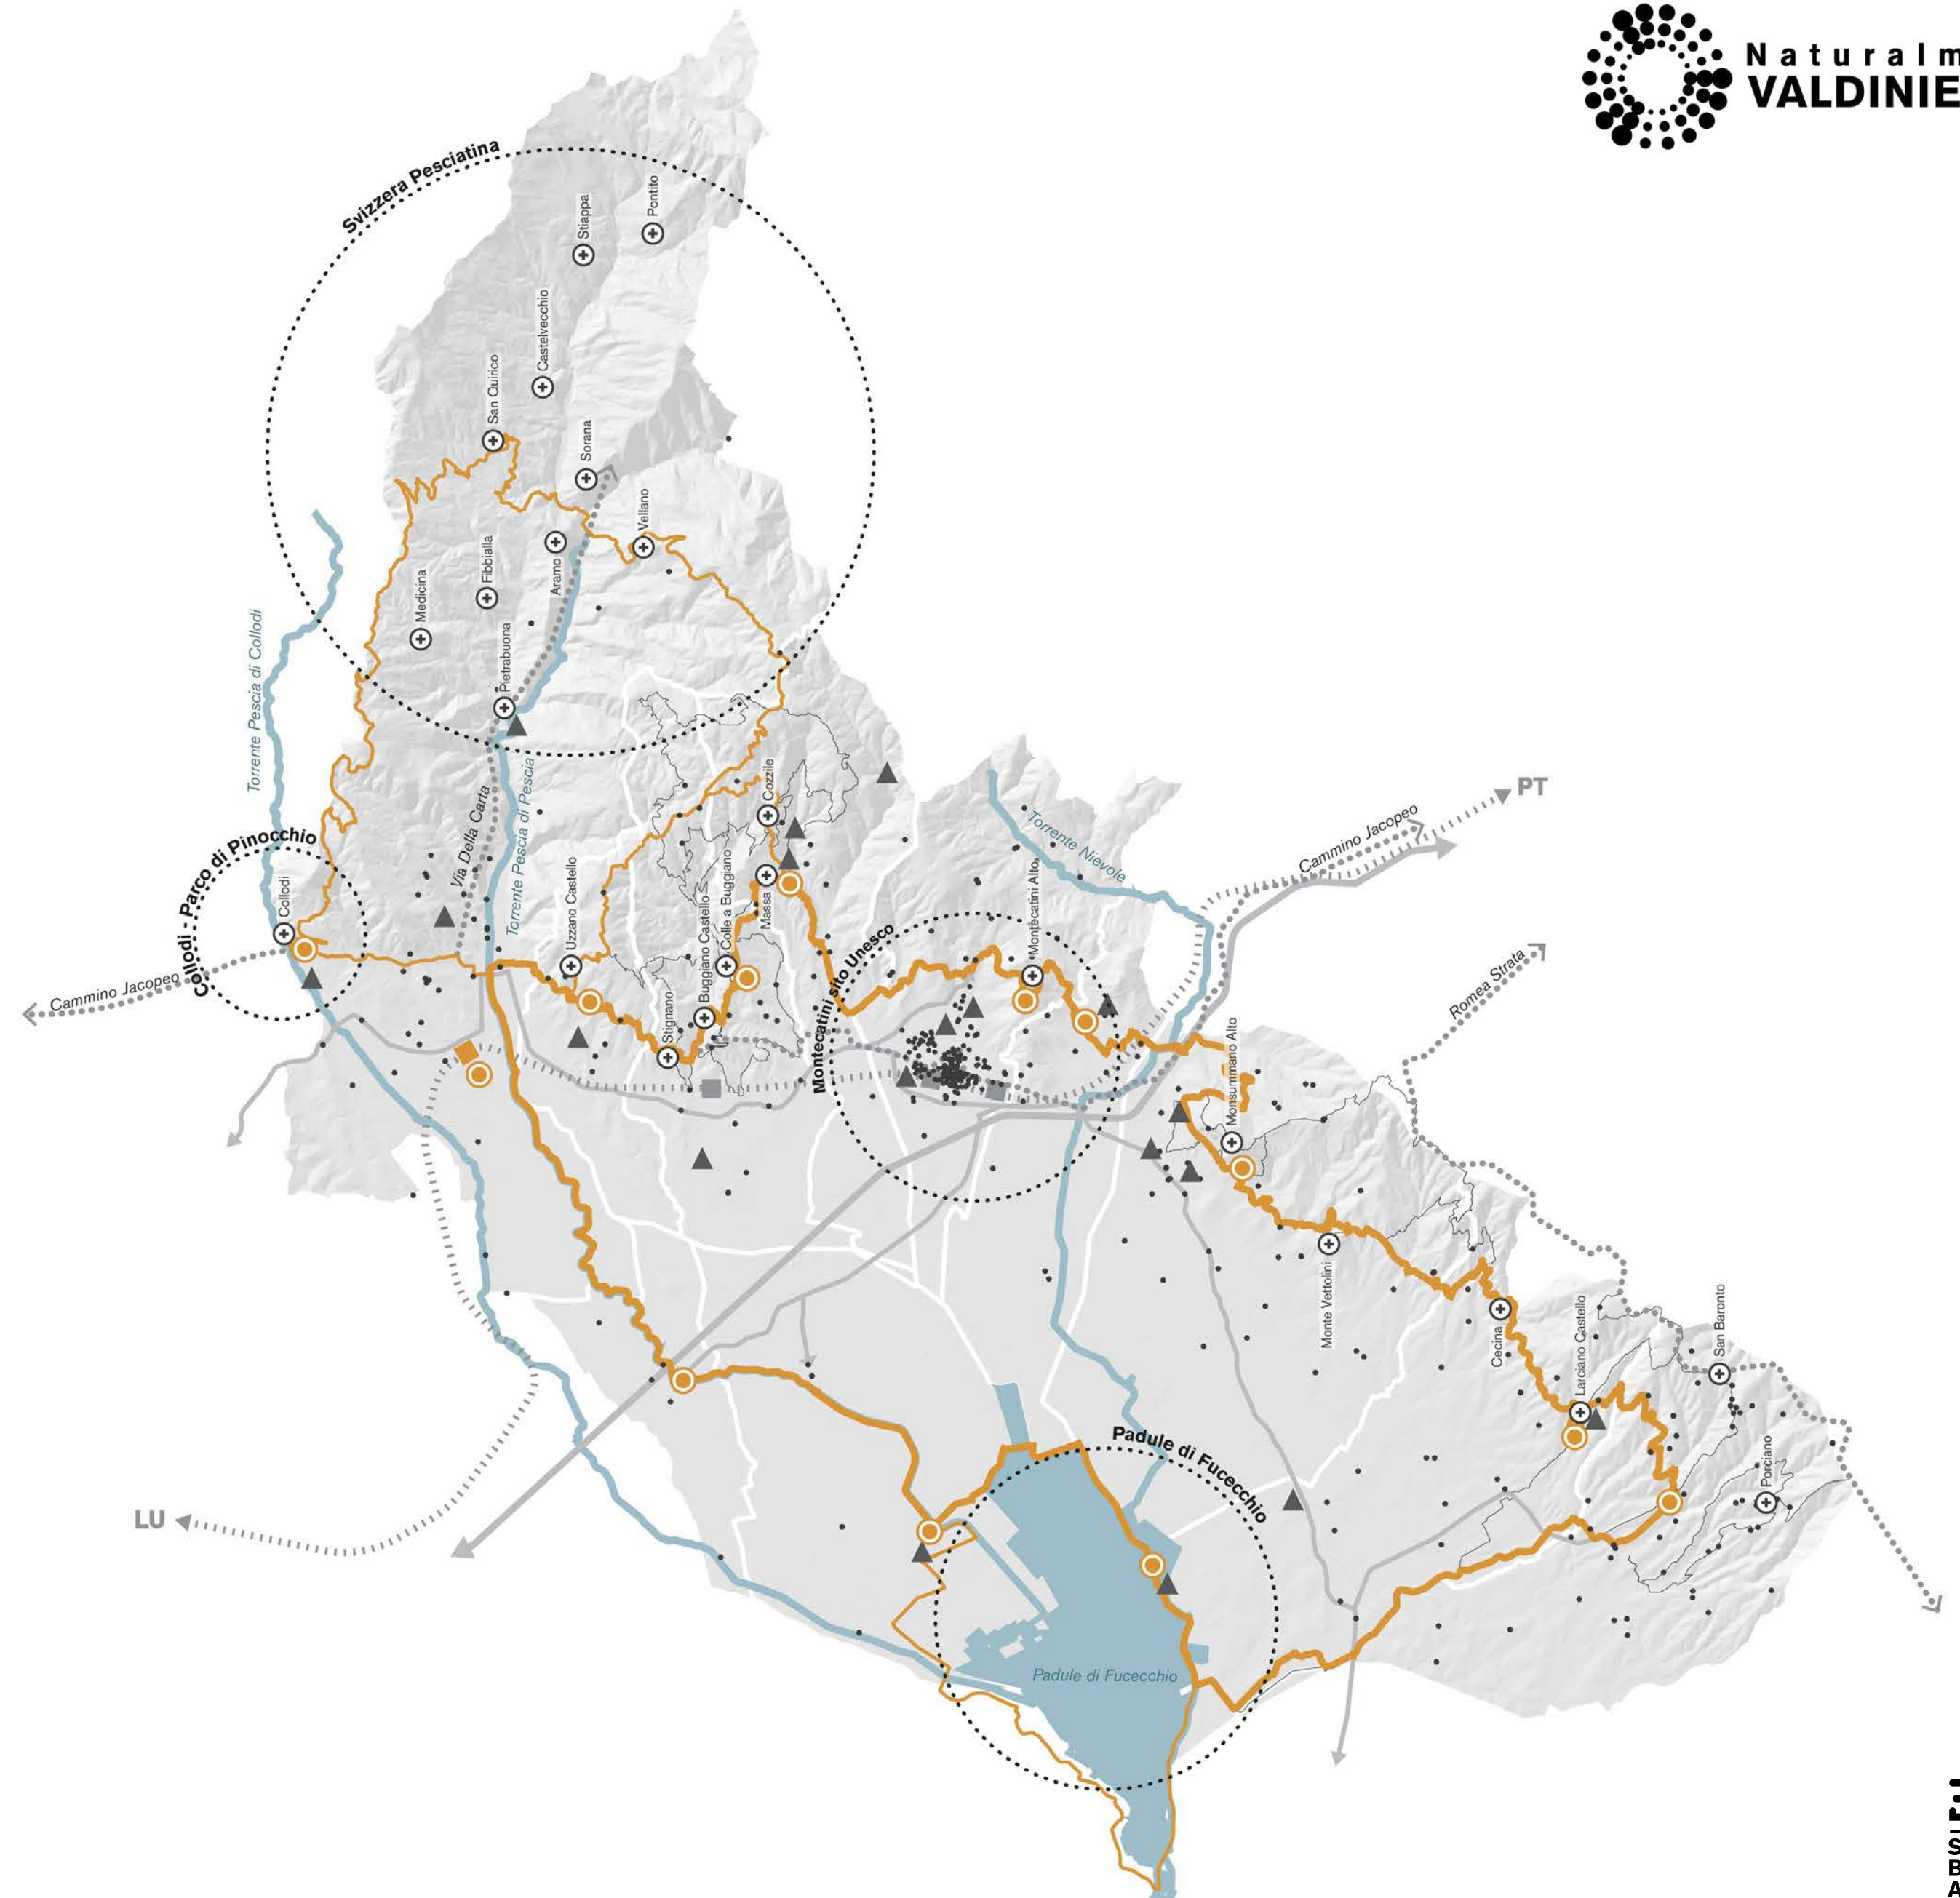 Naturalm
VALDINIE
Svizzera Pesciatina
Pontito
Stiappa
Castelvecchio
San Quirico
Sorana
Vellano
Aramo
Fibbialla
Medicina
Pietrabuona
Torrente Pescia di Collodi
Torrente Pescia di Pescia
Via Della Carta
Collodi - Parco di Pinocchio
Collodi
Cammino Jacopeo
Cozzile
Massa
Colle a Buggiano
Buggiano Castello
Uzzano Castello
Stignano
Montecatini sito Unesco
Montecatini Alto
Torrente Nievole
Cammino Jacopeo
PT
Romea Strata
Monsummano Alto
Monte Vettolini
Cecina
Larciano Castello
San Baronto
Porciano
LU
Padule di Fucecchio
Padule di Fucecchio
S
B
A